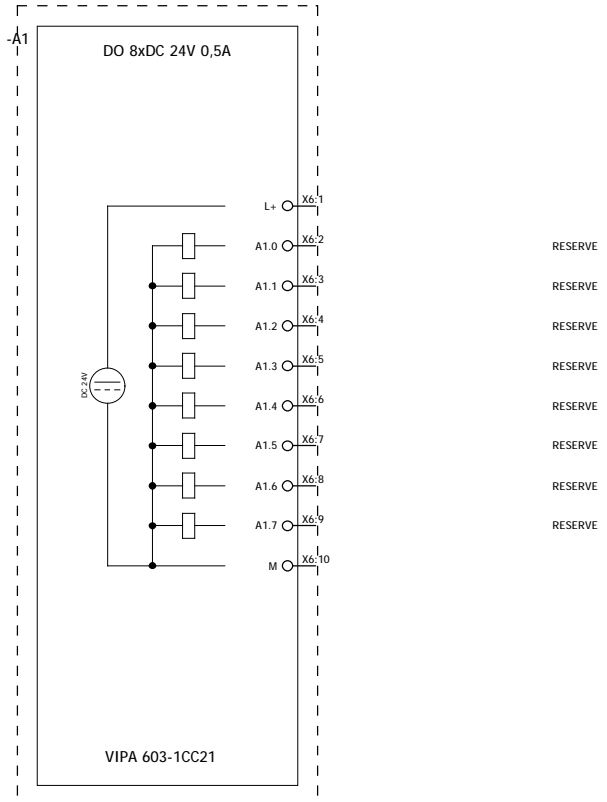 -A1
DO 8xDC 24V 0,5A
L+ X6:1
A1.0 X6:2 RESERVE
A1.1 X6:3 RESERVE
A1.2 X6:4 RESERVE
A1.3 X6:5 RESERVE
DC 24V
A1.4 X6:6 RESERVE
A1.5 X6:7 RESERVE
A1.6 X6:8 RESERVE
A1.7 X6:9 RESERVE
M X6:10
VIPA 603-1CC21